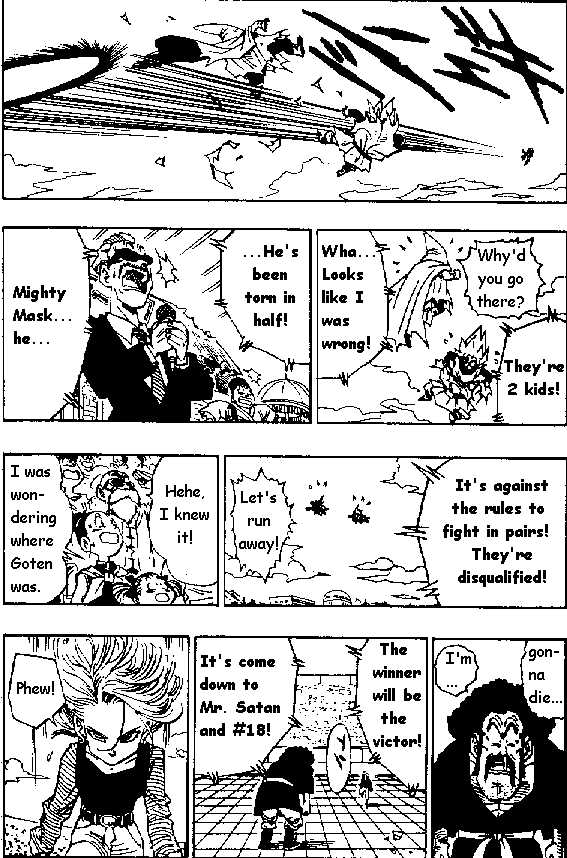 Mighty
Mask...
he...
...He's
been
torn in
half!
Wha...
Looks
like I
was
wrong!
Why'd
you go
there?
They're
2 kids!
I was
won-
dering
where
Goten
was.
Hehe,
I knew
it!
Let's
run
away!
It's against
the rules to
fight in pairs!
They're
disqualified!
Phew!
It's come
down to
Mr. Satan
and #18!
The
winner
will be
the
victor!
I'm
...
gon-
na
die...